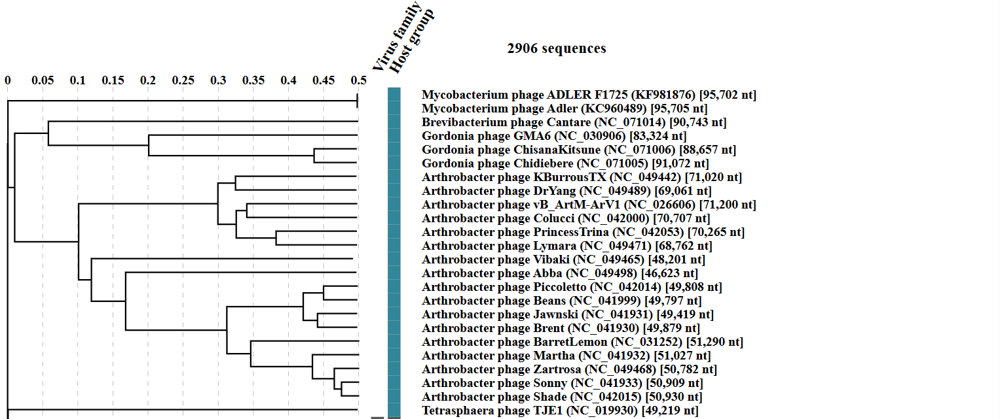 Virus family
Host group
2906 sequences
0 0.05 0.1 0.15 0.2 0.25 0.3 0.35 0.4 0.45 0.5
Mycobacterium phage ADLER F1725 (KF981876) [95,702 nt]
Mycobacterium phage Adler (KC960489) [95,705 nt]
Brevibacterium phage Cantare (NC_071014) [90,743 nt]
Gordonia phage GMA6 (NC_030906) [83,324 nt]
Gordonia phage ChisanaKitsune (NC_071006) [88,657 nt]
Gordonia phage Chidiebere (NC_071005) [91,072 nt]
Arthrobacter phage KBurrousTX (NC_049442) [71,020 nt]
Arthrobacter phage DrYang (NC_049489) [69,061 nt]
Arthrobacter phage vB_ArtM-ArV1 (NC_026606) [71,200 nt]
Arthrobacter phage Colucci (NC_042000) [70,707 nt]
Arthrobacter phage PrincessTrina (NC_042053) [70,265 nt]
Arthrobacter phage Lymara (NC_049471) [68,762 nt]
Arthrobacter phage Vibaki (NC_049465) [48,201 nt]
Arthrobacter phage Abba (NC_049498) [46,623 nt]
Arthrobacter phage Piccoletto (NC_042014) [49,808 nt]
Arthrobacter phage Beans (NC_041999) [49,797 nt]
Arthrobacter phage Jawnski (NC_041931) [49,419 nt]
Arthrobacter phage Brent (NC_041930) [49,879 nt]
Arthrobacter phage BarretLemon (NC_031252) [51,290 nt]
Arthrobacter phage Martha (NC_041932) [51,027 nt]
Arthrobacter phage Zartrosa (NC_049468) [50,782 nt]
Arthrobacter phage Sonny (NC_041933) [50,909 nt]
Arthrobacter phage Shade (NC_042015) [50,930 nt]
Tetrasphaera phage TJE1 (NC_019930) [49,219 nt]